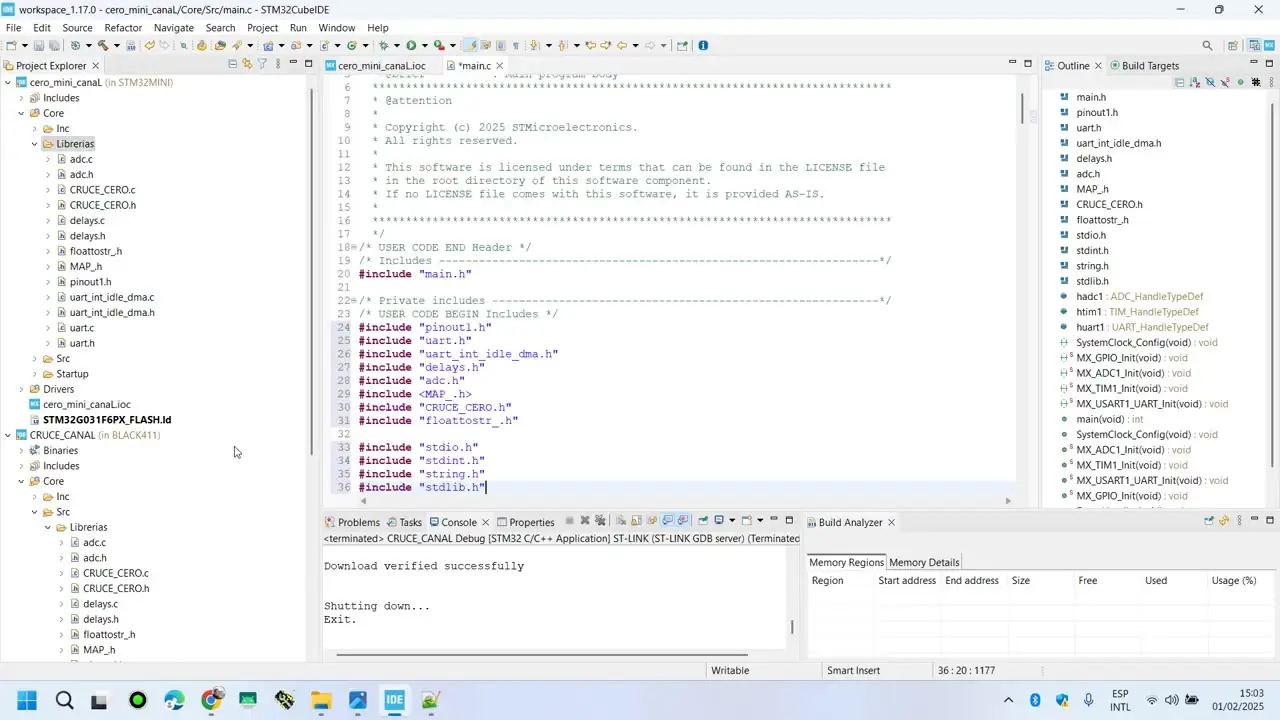 workspace_1.17.0 - cero_mini_canaL/Core/Src/main.c - STM32CubeIDE
File Edit Source Refactor Navigate Search Project Run Window Help
Project Explorer
cero_mini_canaL (in STM32MINI)
Includes
Core
Inc
Librerias
adc.c
adc.h
CRUCE_CERO.c
CRUCE_CERO.h
delays.c
delays.h
floattostr_.h
MAP_.h
pinout1.h
uart_int_idle_dma.c
uart_int_idle_dma.h
uart.c
uart.h
Src
Startup
Drivers
cero_mini_canaL.ioc
STM32G031F6PX_FLASH.ld
CRUCE_CANAL (in BLACK411)
Binaries
Includes
Core
Inc
Src
Librerias
adc.c
adc.h
CRUCE_CERO.c
CRUCE_CERO.h
delays.c
delays.h
floattostr_.h
MAP_.h
cero_mini_canaL.ioc *main.c
5 * @brief : Main program body
6 ******************************************************************************
7 * @attention
8 *
9 * Copyright (c) 2025 STMicroelectronics.
10 * All rights reserved.
11 *
12 * This software is licensed under terms that can be found in the LICENSE file
13 * in the root directory of this software component.
14 * If no LICENSE file comes with this software, it is provided AS-IS.
15 *
16 ******************************************************************************
17 */
18 /* USER CODE END Header */
19 /* Includes ------------------------------------------------------------------*/
20 #include "main.h"
21
22 /* Private includes ----------------------------------------------------------*/
23 /* USER CODE BEGIN Includes */
24 #include "pinout1.h"
25 #include "uart.h"
26 #include "uart_int_idle_dma.h"
27 #include "delays.h"
28 #include "adc.h"
29 #include <MAP_.h>
30 #include "CRUCE_CERO.h"
31 #include "floattostr_.h"
32
33 #include "stdio.h"
34 #include "stdint.h"
35 #include "string.h"
36 #include "stdlib.h"
Outline Build Targets
main.h
pinout1.h
uart.h
uart_int_idle_dma.h
delays.h
adc.h
MAP_.h
CRUCE_CERO.h
floattostr_.h
stdio.h
stdint.h
string.h
stdlib.h
hadc1 : ADC_HandleTypeDef
htim1 : TIM_HandleTypeDef
huart1 : UART_HandleTypeDef
SystemClock_Config(void) : void
MX_GPIO_Init(void) : void
MX_ADC1_Init(void) : void
MX_TIM1_Init(void) : void
MX_USART1_UART_Init(void) : void
main(void) : int
SystemClock_Config(void) : void
MX_ADC1_Init(void) : void
MX_TIM1_Init(void) : void
MX_USART1_UART_Init(void) : void
MX_GPIO_Init(void) : void
Problems Tasks Console Properties
<terminated> CRUCE_CANAL Debug [STM32 C/C++ Application] ST-LINK (ST-LINK GDB server) (Terminated
Download verified successfully
Shutting down...
Exit.
Build Analyzer
Memory Regions Memory Details
Region Start address End address Size Free Used Usage (%)
Writable Smart Insert 36 : 20 : 1177
IDE
ESP
INTL
15:03
01/02/2025